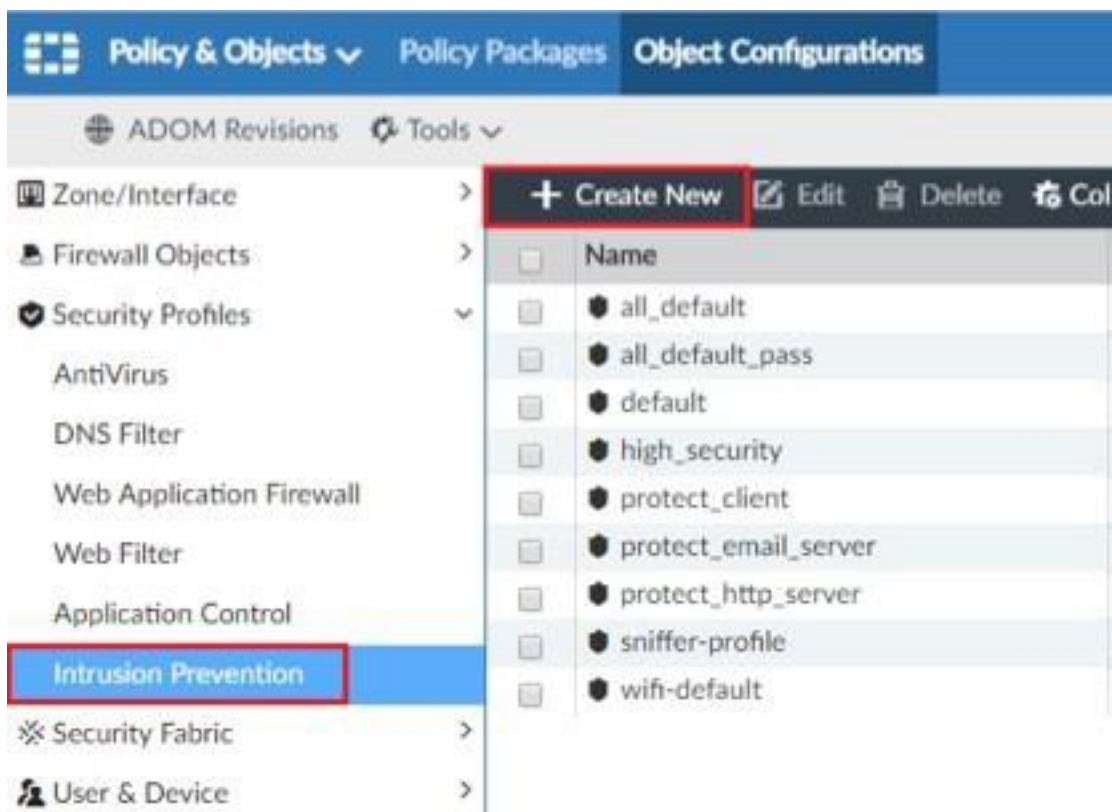 Policy & Objects Policy Packages Object Configurations
ADOM Revisions Tools
Zone/Interface
Firewall Objects
Security Profiles
AntiVirus
DNS Filter
Web Application Firewall
Web Filter
Application Control
Intrusion Prevention
Security Fabric
User & Device
+ Create New Edit Delete Col
Name
all_default
all_default_pass
default
high_security
protect_client
protect_email_server
protect_http_server
sniffer-profile
wifi-default